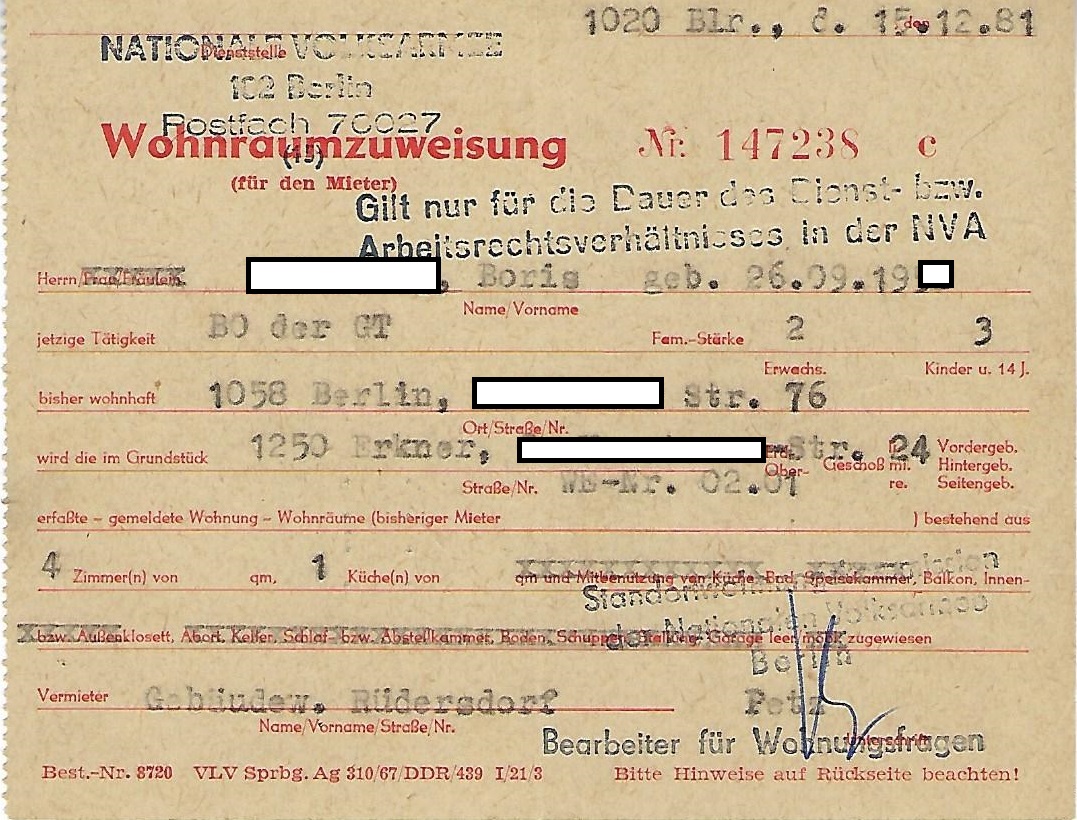 1020 Blr., d. 15.12.81
den
NATIONALE VOLKSARMEE
Dienststelle
102 Berlin
Postfach 70027
Wohnraumzuweisung Nr. 147238 c
(45)
(für den Mieter)
Gilt nur für die Dauer des Dienst- bzw.
Arbeitsrechtsverhältnisses in der NVA
Herrn/Frau/Fräulein , Boris geb. 26.09.19
Name/Vorname
jetzige Tätigkeit BO der GT Fam.-Stärke 2 3
Erwachs. Kinder u. 14 J.
bisher wohnhaft 1058 Berlin, Str. 76
Ort/Straße/Nr.
wird die im Grundstück 1250 Erkner, -Str. 24
Erd- Ober- Geschoß mi. re. Vordergeb. Hintergeb. Seitengeb.
Straße/Nr. WE-Nr. 02.01
erfaßte – gemeldete Wohnung – Wohnräume (bisheriger Mieter ) bestehend aus
4 Zimmer(n) von qm, 1 Küche(n) von qm und Mitbenutzung von Küche, Bad, Speisekammer, Balkon, Innen-
bzw. Außenklosett, Abort, Keller, Schlaf- bzw. Abstellkammer, Boden, Schuppen, Stallung, Garage leer, möbl. zugewiesen
der Nationalen Volksarmee
Berlin
Vermieter Gebäudew. Rüdersdorf
Name/Vorname/Straße/Nr.
Bearbeiter für Wohnungsfragen
Best.-Nr. 8720 VLV Sprbg. Ag 310/67/DDR/439 I/21/3 Bitte Hinweise auf Rückseite beachten!